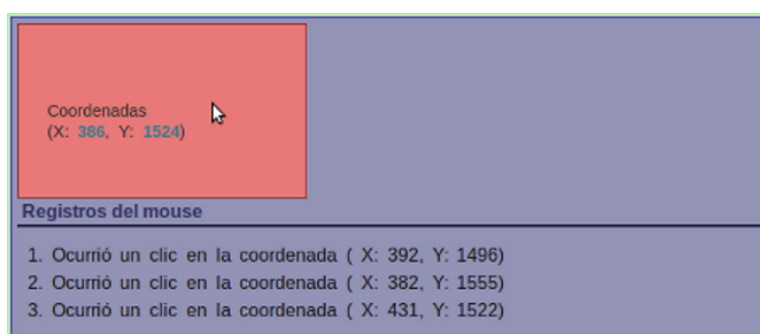 Coordenadas
(X: 386, Y: 1524)
Registros del mouse
1. Ocurrió un clic en la coordenada ( X: 392, Y: 1496)
2. Ocurrió un clic en la coordenada ( X: 382, Y: 1555)
3. Ocurrió un clic en la coordenada ( X: 431, Y: 1522)